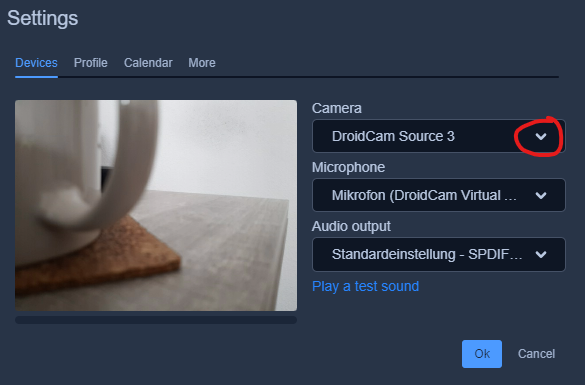 Settings
Devices Profile Calendar More
Camera
DroidCam Source 3
Microphone
Mikrofon (DroidCam Virtual ...
Audio output
Standardeinstellung - SPDIF...
Play a test sound
Ok Cancel